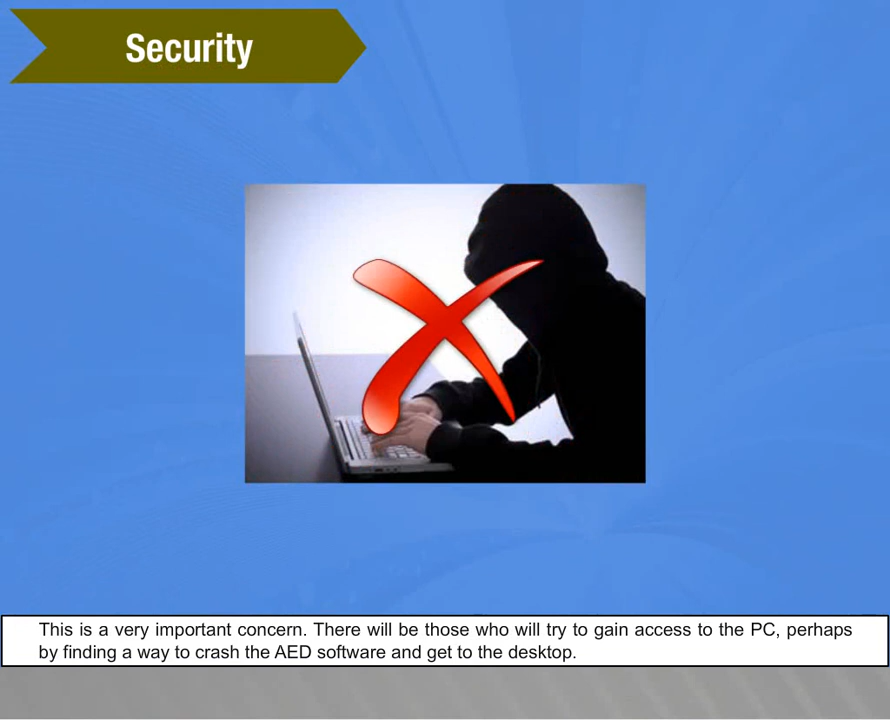 Security
This is a very important concern. There will be those who will try to gain access to the PC, perhaps
by finding a way to crash the AED software and get to the desktop.